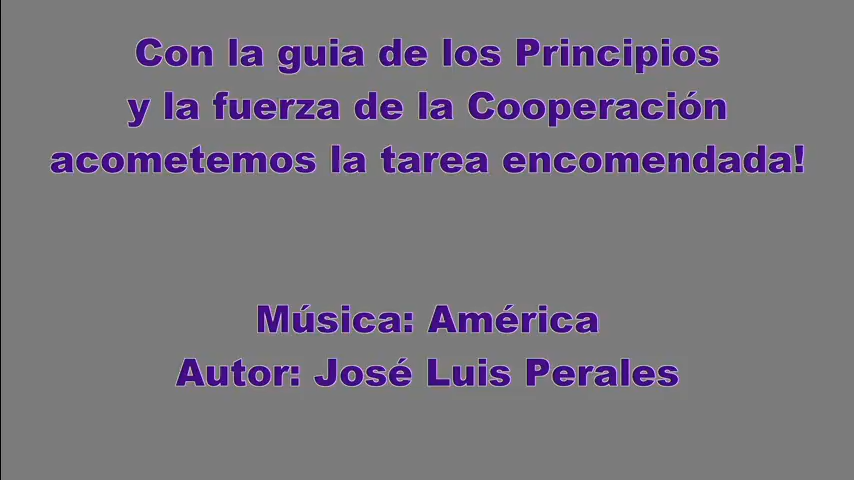 Con la guia de los Principios
y la fuerza de la Cooperación
acometemos la tarea encomendada!
Música: América
Autor: José Luis Perales